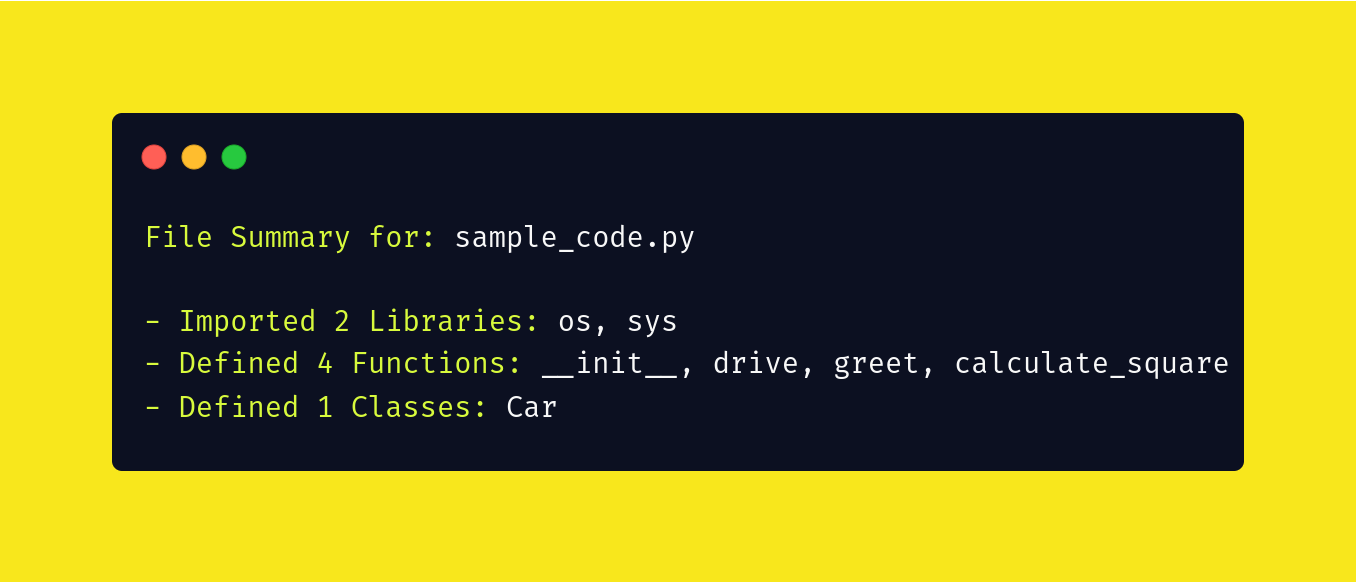 File Summary for: sample_code.py
- Imported 2 Libraries: os, sys
- Defined 4 Functions: __init__, drive, greet, calculate_square
- Defined 1 Classes: Car